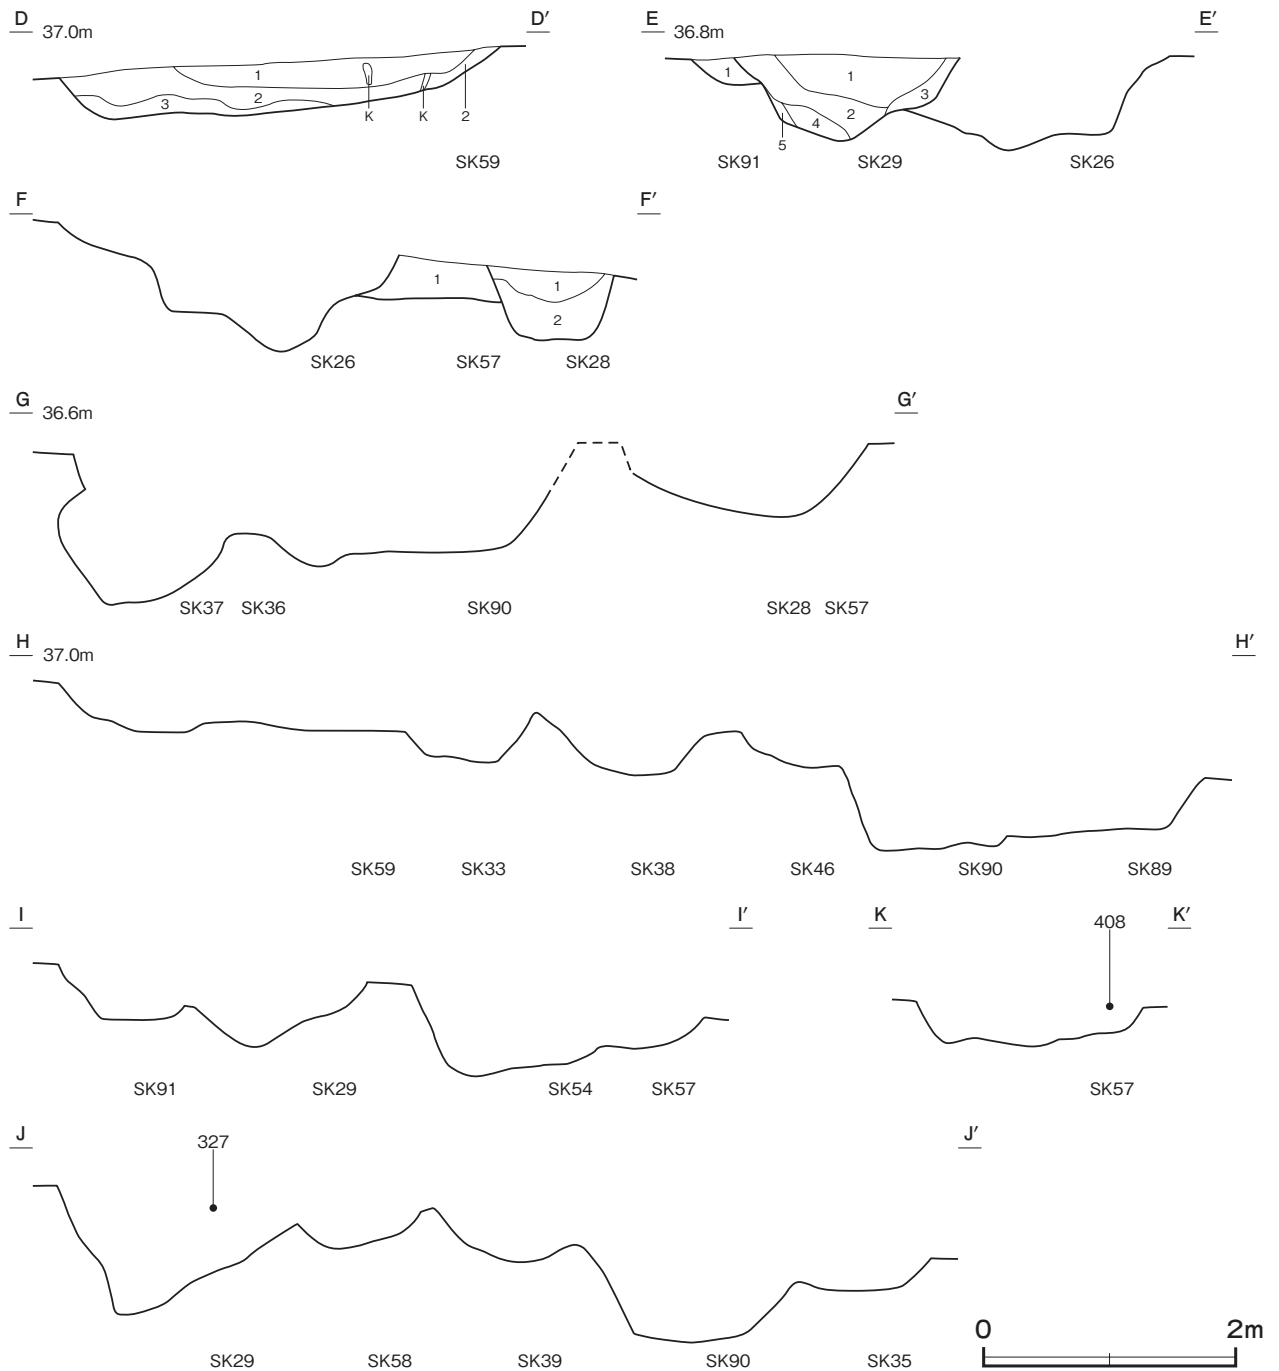 D 37.0m D′
1
2
3
K K 2
SK59
E 36.8m E′
1 1
3
2
4
5
SK91 SK29 SK26
F F′
1 1
2
SK26 SK57 SK28
G 36.6m G′
SK37 SK36 SK90 SK28 SK57
H 37.0m H′
SK59 SK33 SK38 SK46 SK90 SK89
I I′
SK91 SK29 SK54 SK57
K K′
408
SK57
J J′
327
SK29 SK58 SK39 SK90 SK35
0 2m